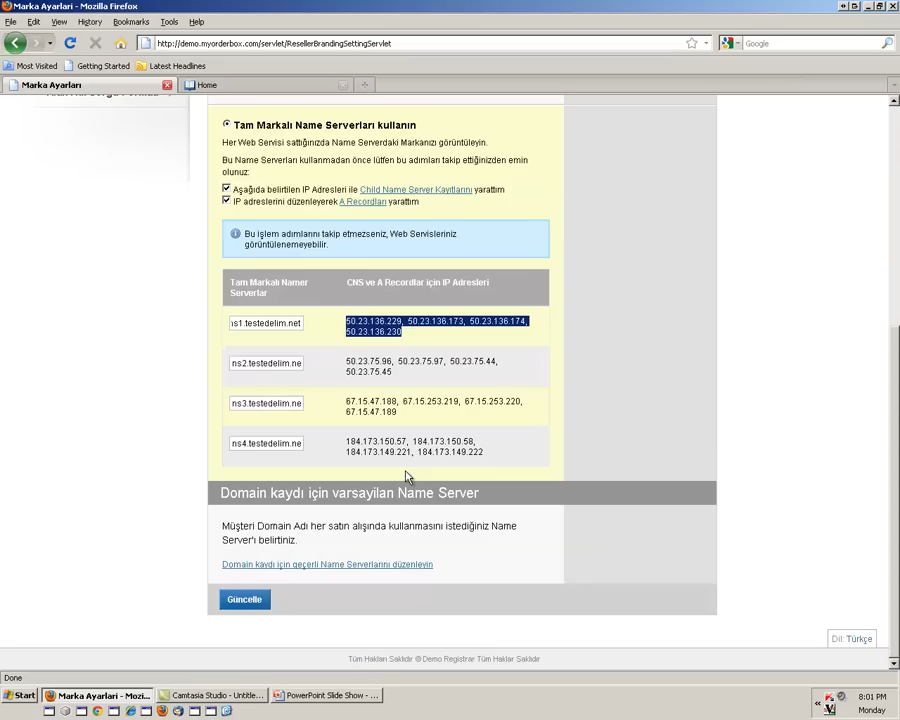 Marka Ayarlari - Mozilla Firefox
File Edit View History Bookmarks Tools Help
http://demo.myorderbox.com/servlet/ResellerBrandingSettingServlet
Google
Most Visited Getting Started Latest Headlines
Marka Ayarları Home
Tam Markalı Name Serverları kullanın
Her Web Servisi sattığınızda Name Serverdaki Markanızı görüntüleyin.
Bu Name Serverları kullanmadan önce lütfen bu adımları takip ettiğinizden emin
olunuz:
Aşağıda belirtilen IP Adresleri ile Child Name Server Kayıtlarını yarattım
IP adreslerini düzenleyerek A Recordları yarattım
Bu işlem adımlarını takip etmezseniz, Web Servisleriniz
görüntülenemeyebilir.
Tam Markalı Namer
Serverlar
CNS ve A Recordlar için IP Adresleri
ns1.testedelim.net
50.23.136.229, 50.23.136.173, 50.23.136.174,
50.23.136.230
ns2.testedelim.ne
50.23.75.96, 50.23.75.97, 50.23.75.44,
50.23.75.45
ns3.testedelim.ne
67.15.47.188, 67.15.253.219, 67.15.253.220,
67.15.47.189
ns4.testedelim.ne
184.173.150.57, 184.173.150.58,
184.173.149.221, 184.173.149.222
Domain kaydı için varsayilan Name Server
Müşteri Domain Adı her satın alışında kullanmasını istediğiniz Name
Server'ı belirtiniz.
Domain kaydı için geçerli Name Serverlarını düzenleyin
Güncelle
Dil: Türkçe
Tüm Hakları Saklıdır © Demo Registrar Tüm Haklar Saklıdır
Done
Start Marka Ayarlari - Mozi... Camtasia Studio - Untitle... PowerPoint Slide Show - ...
8:01 PM
Monday